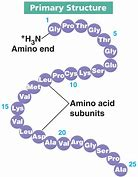 Primary Structure
1
Gly
Pro
Thr
Gly
Thr
5
Gly
+H3N
Amino end
Glu
Ser
Lys
Cys
Pro
Leu
10
Met
Val
Lys
15
Val
Leu
Asp
Ala
20
Val
Arg
Gly
Ser
Pro
Ala
25
Amino acid
subunits